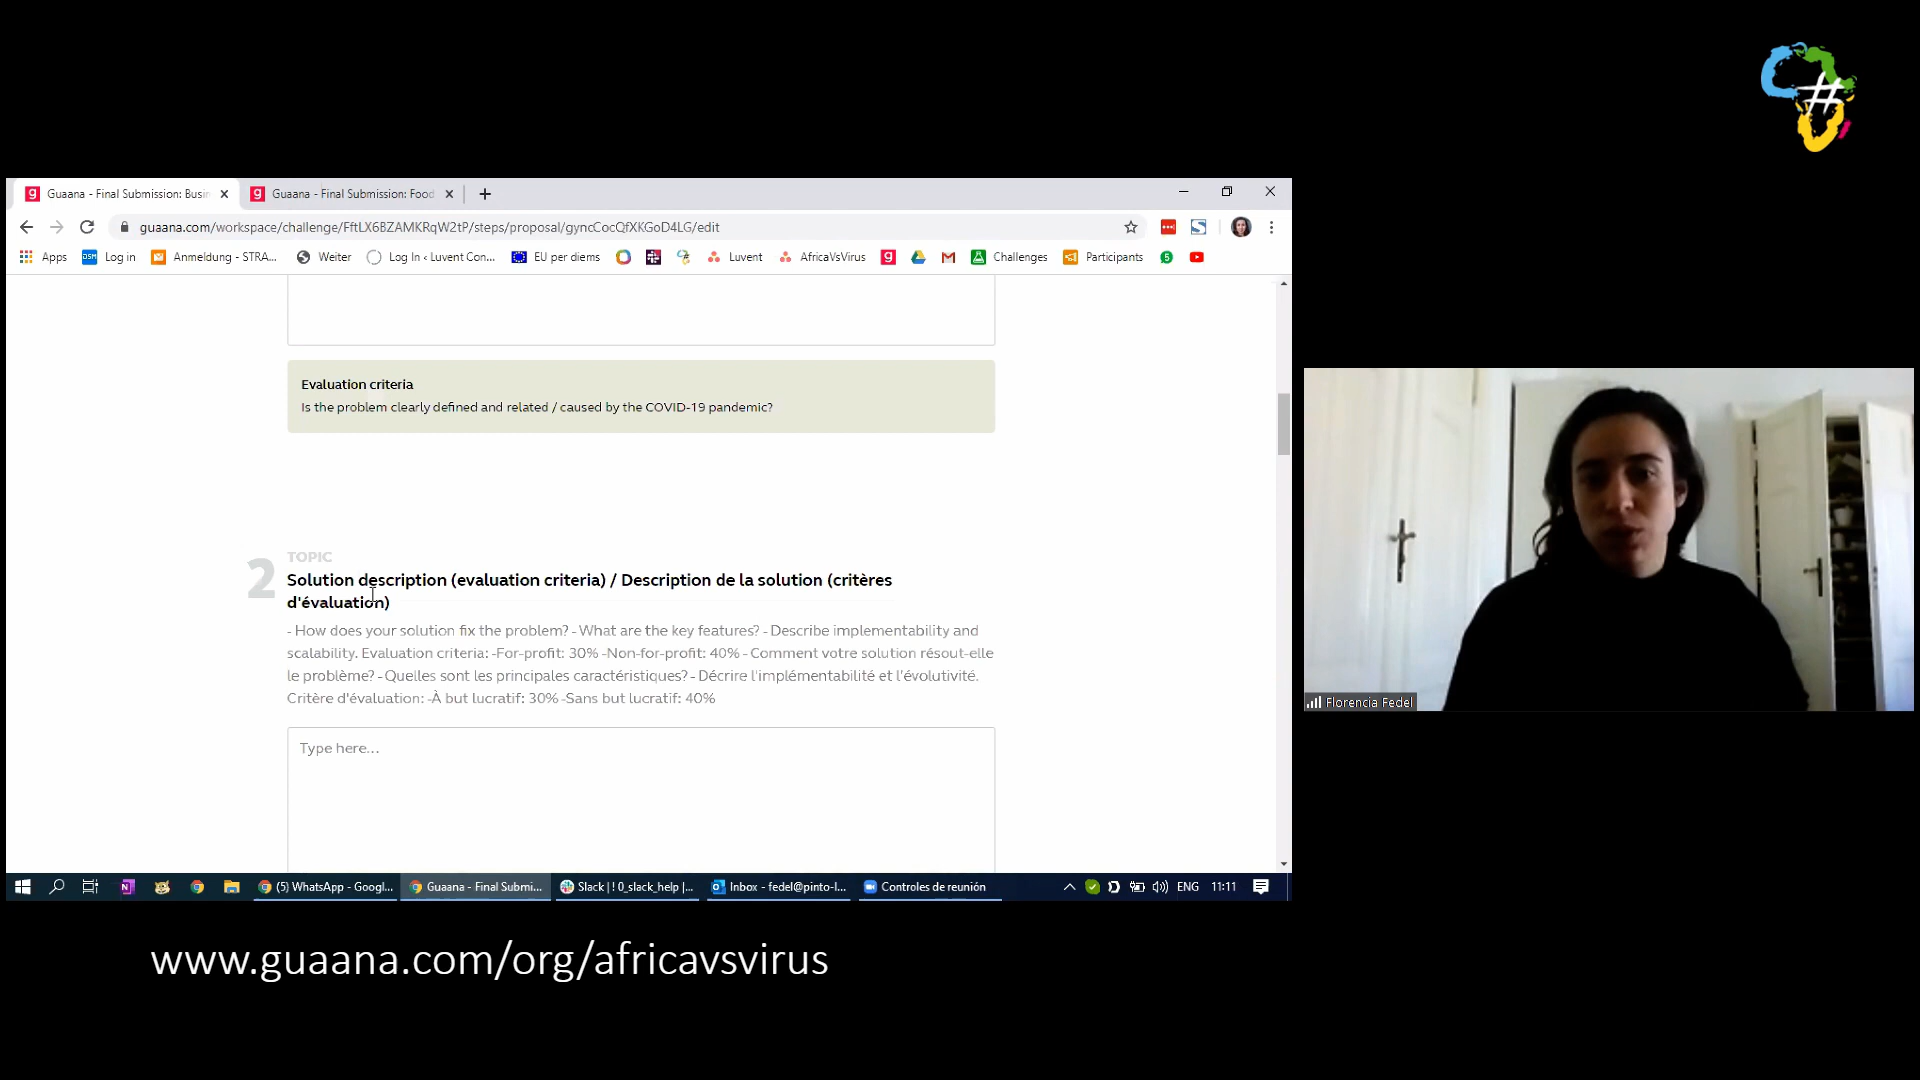 #
Guaana - Final Submission: Busin
Guaana - Final Submission: Food
guaana.com/workspace/challenge/FftLX6BZAMKRqW2tP/steps/proposal/gyncCocQfXKGoD4LG/edit
Apps
Log in
Anmeldung - STRA...
Weiter
Log In ‹ Luvent Con...
EU per diems
Luvent
AfricaVsVirus
Challenges
Participants
Evaluation criteria
Is the problem clearly defined and related / caused by the COVID-19 pandemic?
2
TOPIC
Solution description (evaluation criteria) / Description de la solution (critères
d'évaluation)
- How does your solution fix the problem? - What are the key features? - Describe implementability and
scalability. Evaluation criteria: -For-profit: 30% -Non-for-profit: 40% - Comment votre solution résout-elle
le problème? - Quelles sont les principales caractéristiques? - Décrire l'implémentabilité et l'évolutivité.
Critère d'évaluation: -À but lucratif: 30% -Sans but lucratif: 40%
Type here...
Florencia Fedel
(5) WhatsApp - Googl...
Guaana - Final Submi...
Slack | ! 0_slack_help |...
Inbox - fedel@pinto-l...
Controles de reunión
ENG
11:11
www.guaana.com/org/africavsvirus